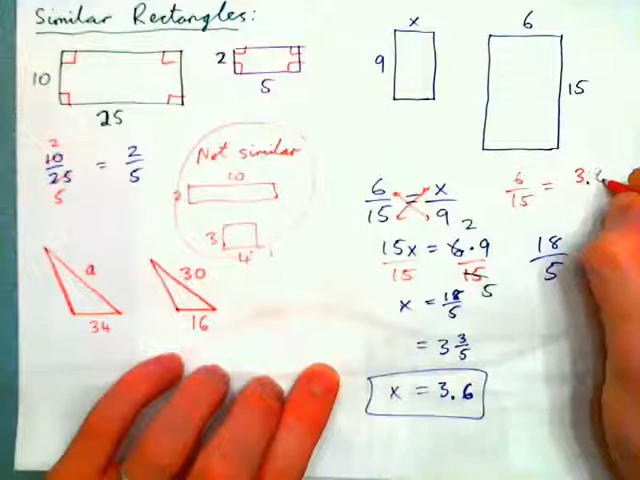 Similar Rectangles:
10
25
2
5
x
9
6
15
2
10/25 = 2/5
5
Not similar
10
2
3
4
6/15 = x/9
15x = 6 · 9
2
15 15
5
x = 18/5
= 3 3/5
x = 3.6
6/15 = 3.6
18/5
a
34
30
16